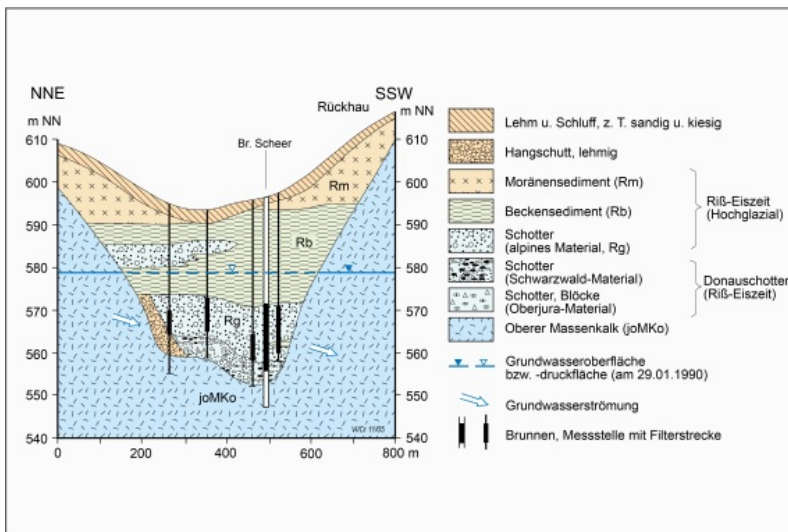 NNE
SSW
m NN
Rückhau
m NN
Br. Scheer
610
610
600
600
590
590
580
580
570
570
560
560
550
550
540
540
Rm
Rb
Rg
joMKo
0
200
400
600
800 m
Lehm u. Schluff, z. T. sandig u. kiesig
Hangschutt, lehmig
Moränensediment (Rm)
Beckensediment (Rb)
Schotter
(alpines Material, Rg)
Riß-Eiszeit
(Hochglazial)
Schotter
(Schwarzwald-Material)
Schotter, Blöcke
(Oberjura-Material)
Donauschotter
(Riß-Eiszeit)
Oberer Massenkalk (joMKo)
Grundwasseroberfläche
bzw. -druckfläche (am 29.01.1990)
Grundwasserströmung
Brunnen, Messstelle mit Filterstrecke